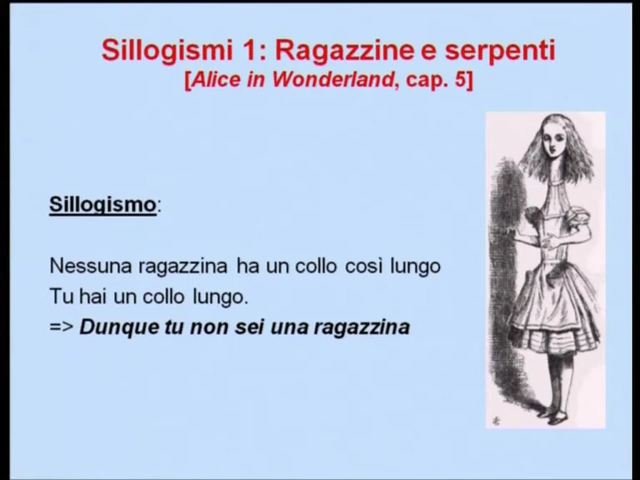 Sillogismi 1: Ragazzine e serpenti
[Alice in Wonderland, cap. 5]
Sillogismo:
Nessuna ragazzina ha un collo così lungo
Tu hai un collo lungo.
=> Dunque tu non sei una ragazzina